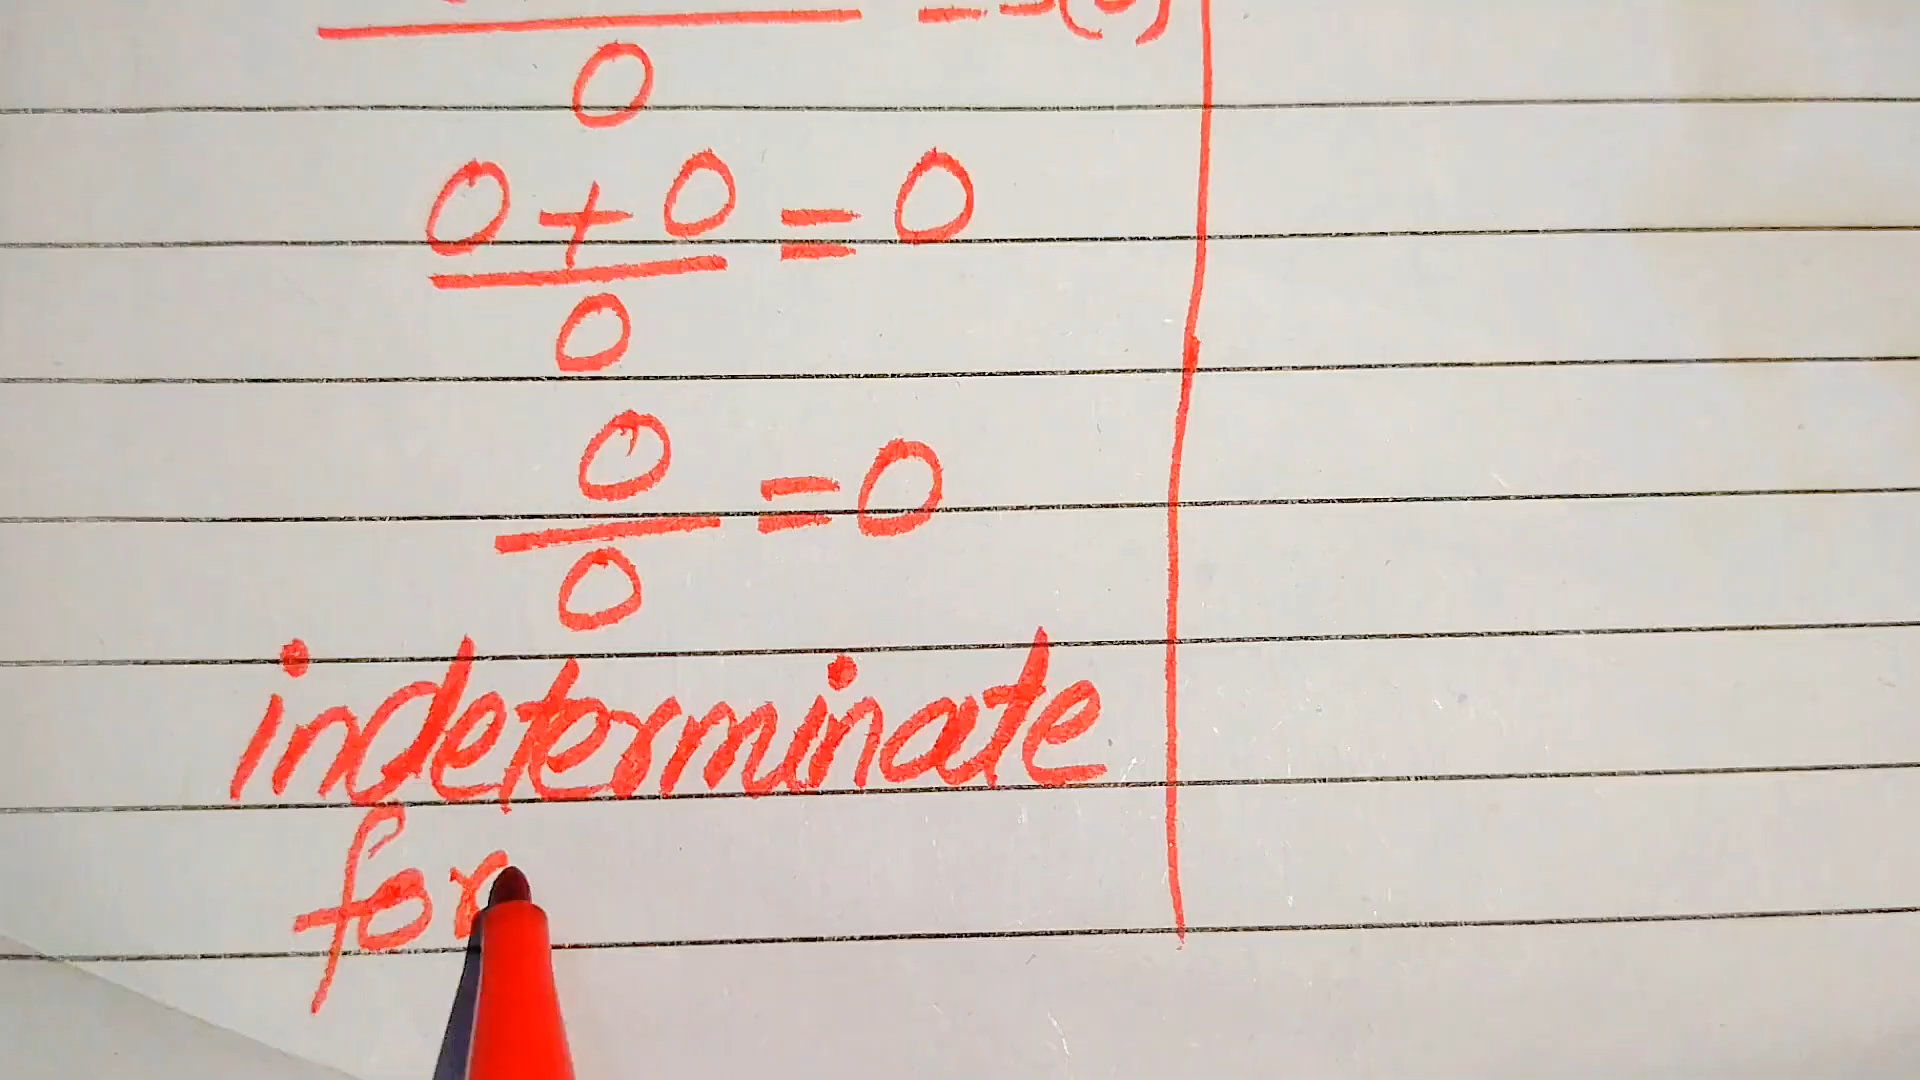 0
0 + 0 = 0
0
0 = 0
0
indeterminate
for